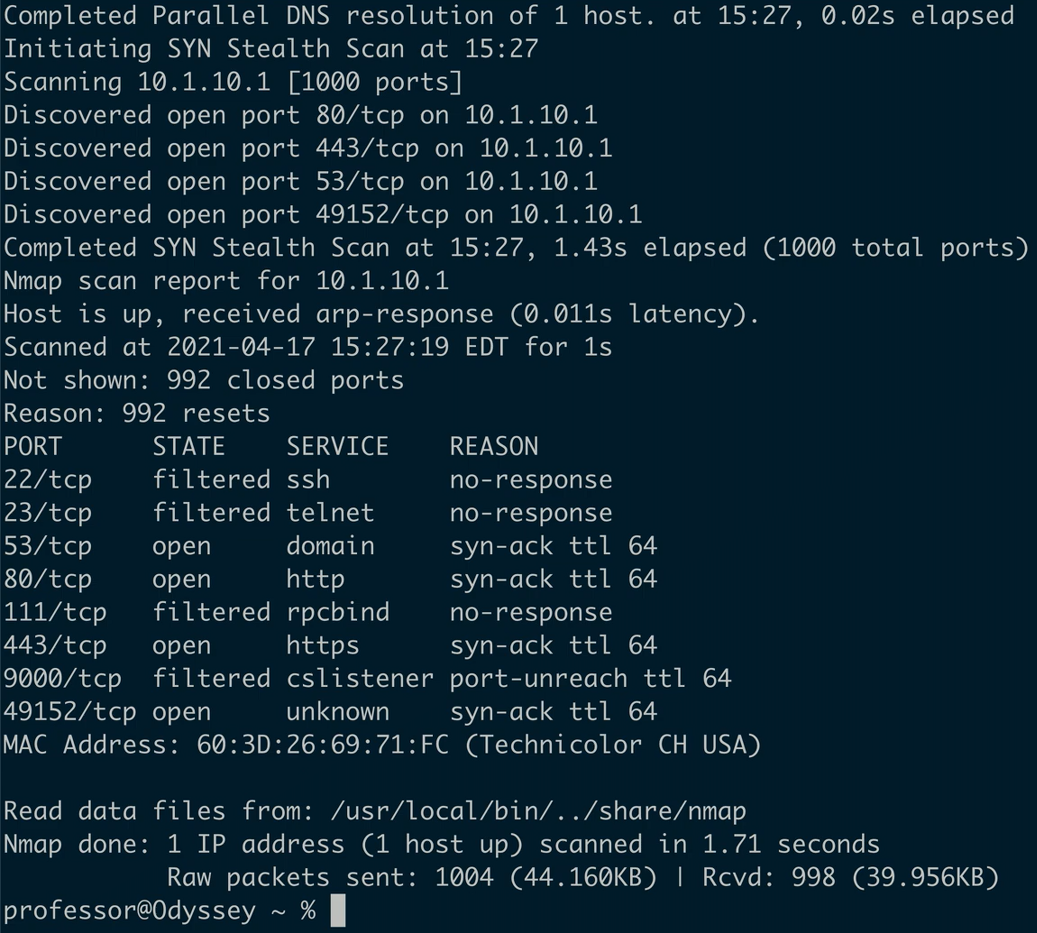 Completed Parallel DNS resolution of 1 host. at 15:27, 0.02s elapsed
Initiating SYN Stealth Scan at 15:27
Scanning 10.1.10.1 [1000 ports]
Discovered open port 80/tcp on 10.1.10.1
Discovered open port 443/tcp on 10.1.10.1
Discovered open port 53/tcp on 10.1.10.1
Discovered open port 49152/tcp on 10.1.10.1
Completed SYN Stealth Scan at 15:27, 1.43s elapsed (1000 total ports)
Nmap scan report for 10.1.10.1
Host is up, received arp-response (0.011s latency).
Scanned at 2021-04-17 15:27:19 EDT for 1s
Not shown: 992 closed ports
Reason: 992 resets
PORT      STATE    SERVICE    REASON
22/tcp    filtered ssh        no-response
23/tcp    filtered telnet     no-response
53/tcp    open     domain     syn-ack ttl 64
80/tcp    open     http       syn-ack ttl 64
111/tcp   filtered rpcbind    no-response
443/tcp   open     https      syn-ack ttl 64
9000/tcp  filtered cslistener port-unreach ttl 64
49152/tcp open     unknown    syn-ack ttl 64
MAC Address: 60:3D:26:69:71:FC (Technicolor CH USA)
Read data files from: /usr/local/bin/../share/nmap
Nmap done: 1 IP address (1 host up) scanned in 1.71 seconds
           Raw packets sent: 1004 (44.160KB) | Rcvd: 998 (39.956KB)
professor@Odyssey ~ %